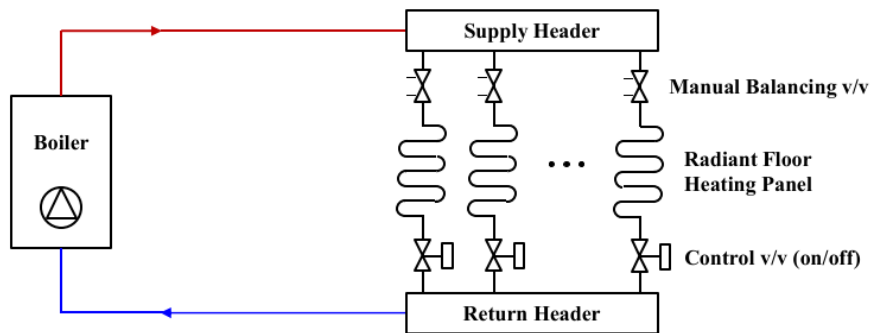 Supply Header
Manual Balancing v/v
Boiler
Radiant Floor
Heating Panel
Control v/v (on/off)
Return Header